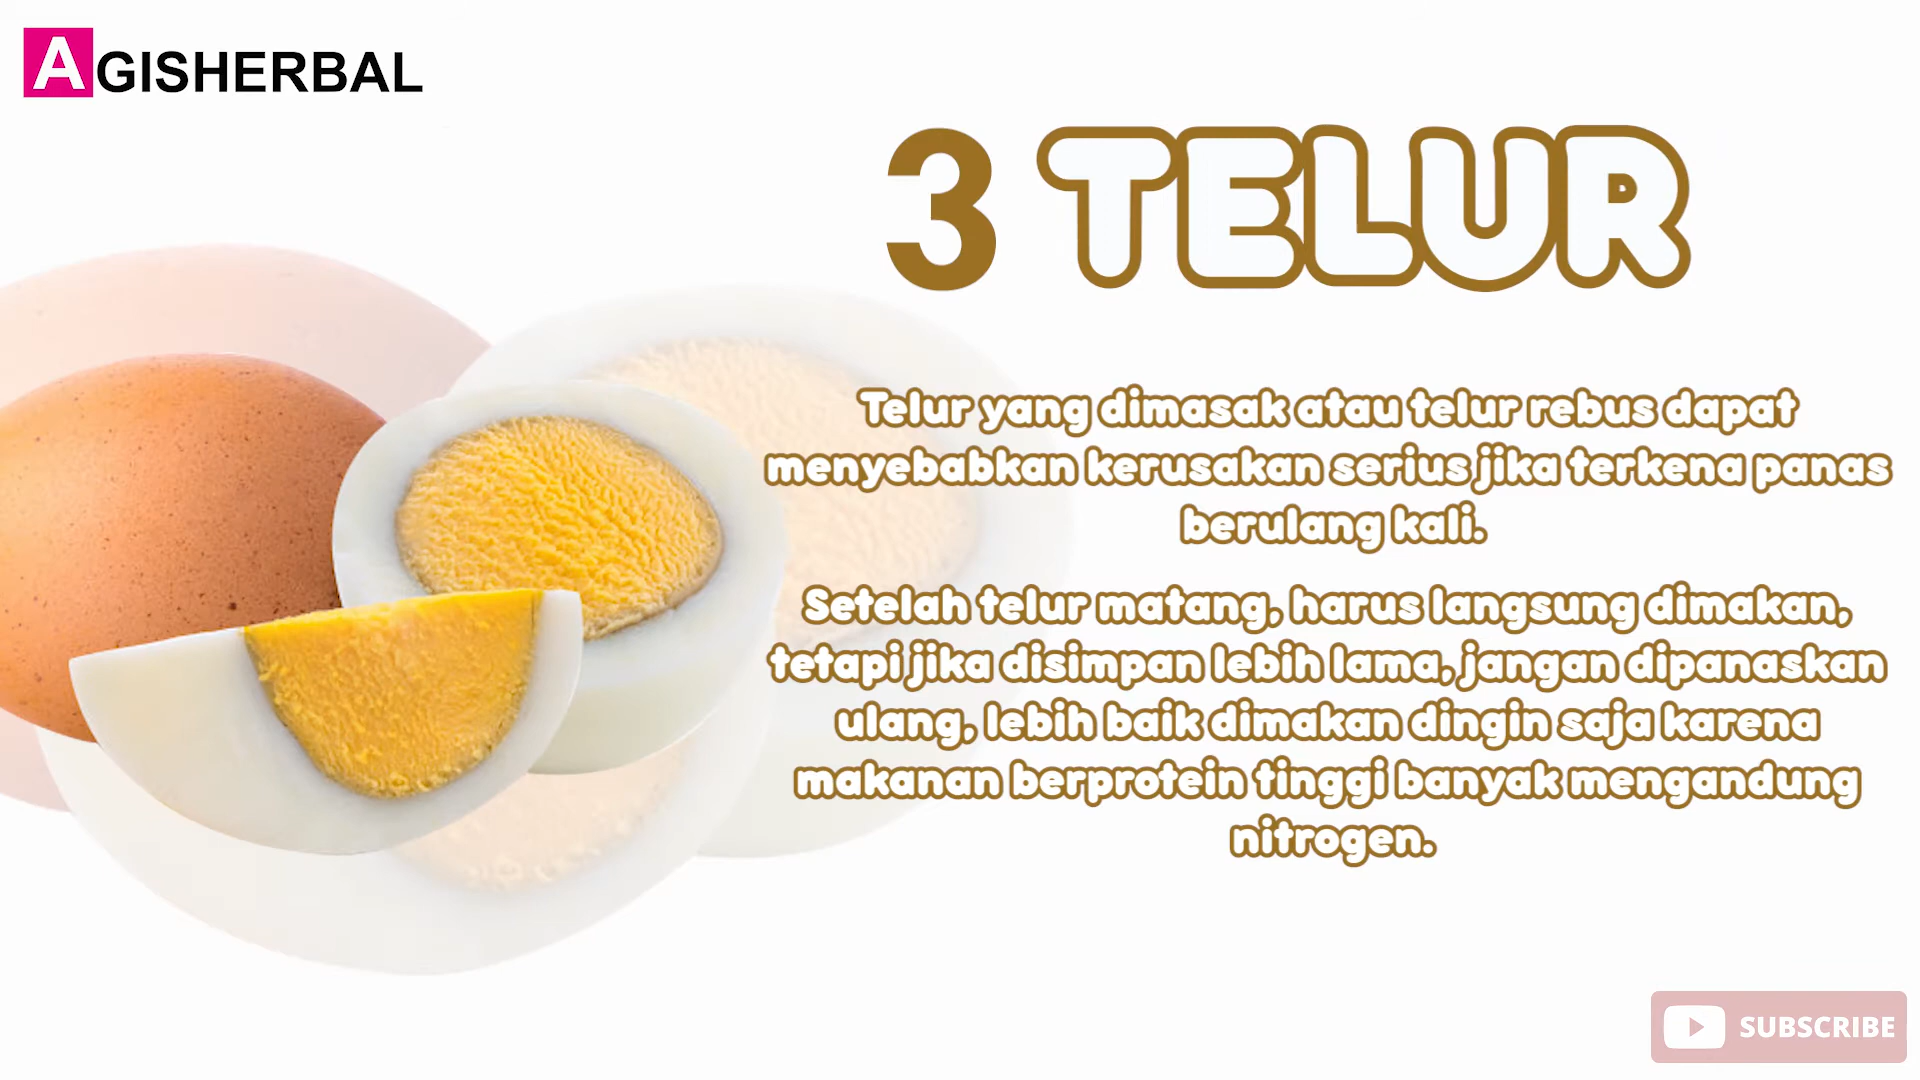 AGISHERBAL
3 TELUR
Telur yang dimasak atau telur rebus dapat
menyebabkan kerusakan serius jika terkena panas
berulang kali.
Setelah telur matang, harus langsung dimakan,
tetapi jika disimpan lebih lama, jangan dipanaskan
ulang, lebih baik dimakan dingin saja karena
makanan berprotein tinggi banyak mengandung
nitrogen.
SUBSCRIBE